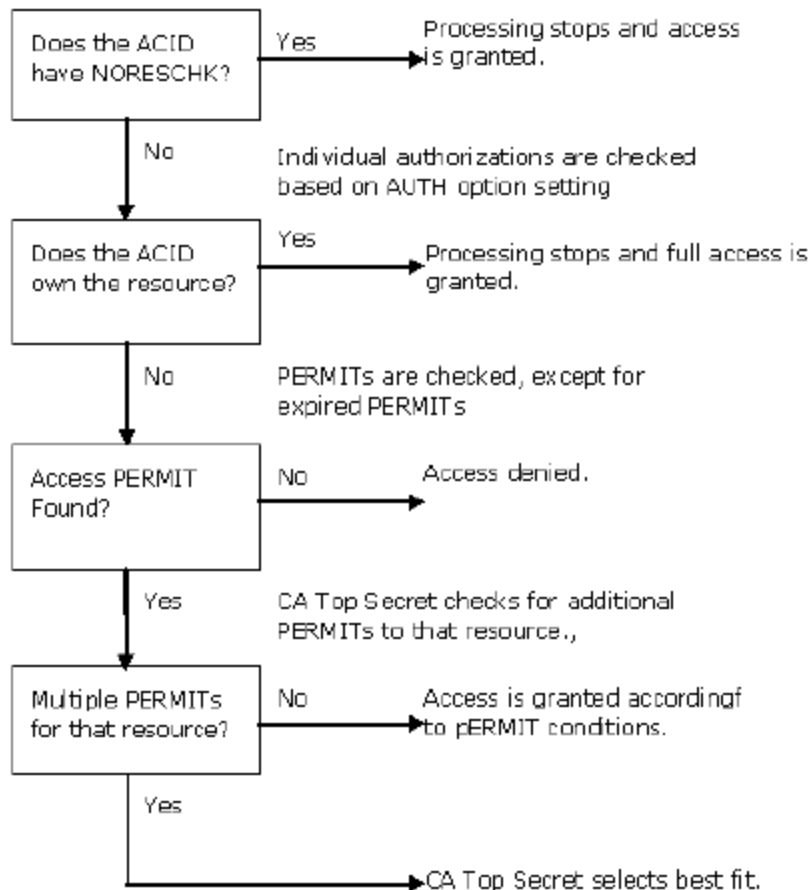 Does the ACID
have NORESCHK?
Yes
Processing stops and access
is granted.
No
Individual authorizations are checked
based on AUTH option setting
Does the ACID
own the resource?
Yes
Processing stops and full access is
granted.
No
PERMITs are checked, except for
expired PERMITs
Access PERMIT
Found?
No
Access denied.
Yes
CA Top Secret checks for additional
PERMITs to that resource.,
Multiple PERMITs
for that resource?
No
Access is granted accordingf
to pERMIT conditions.
Yes
CA Top Secret selects best fit.